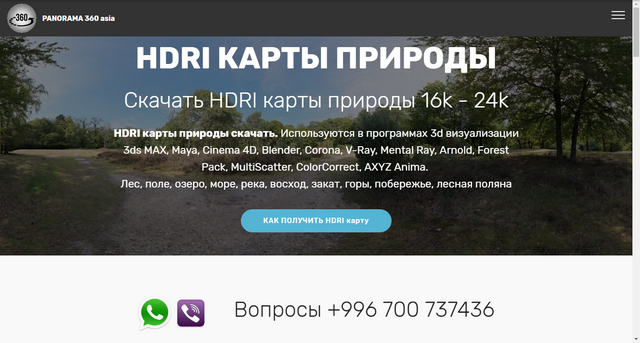 360
PANORAMA 360 asia
HDRI КАРТЫ ПРИРОДЫ
Скачать HDRI карты природы 16k - 24k
HDRI карты природы скачать. Используются в программах 3d визуализации
3ds MAX, Maya, Cinema 4D, Blender, Corona, V-Ray, Mental Ray, Arnold, Forest
Pack, MultiScatter, ColorCorrect, AXYZ Anima.
Лес, поле, озеро, море, река, восход, закат, горы, побережье, лесная поляна
КАК ПОЛУЧИТЬ HDRI карту
Вопросы +996 700 737436